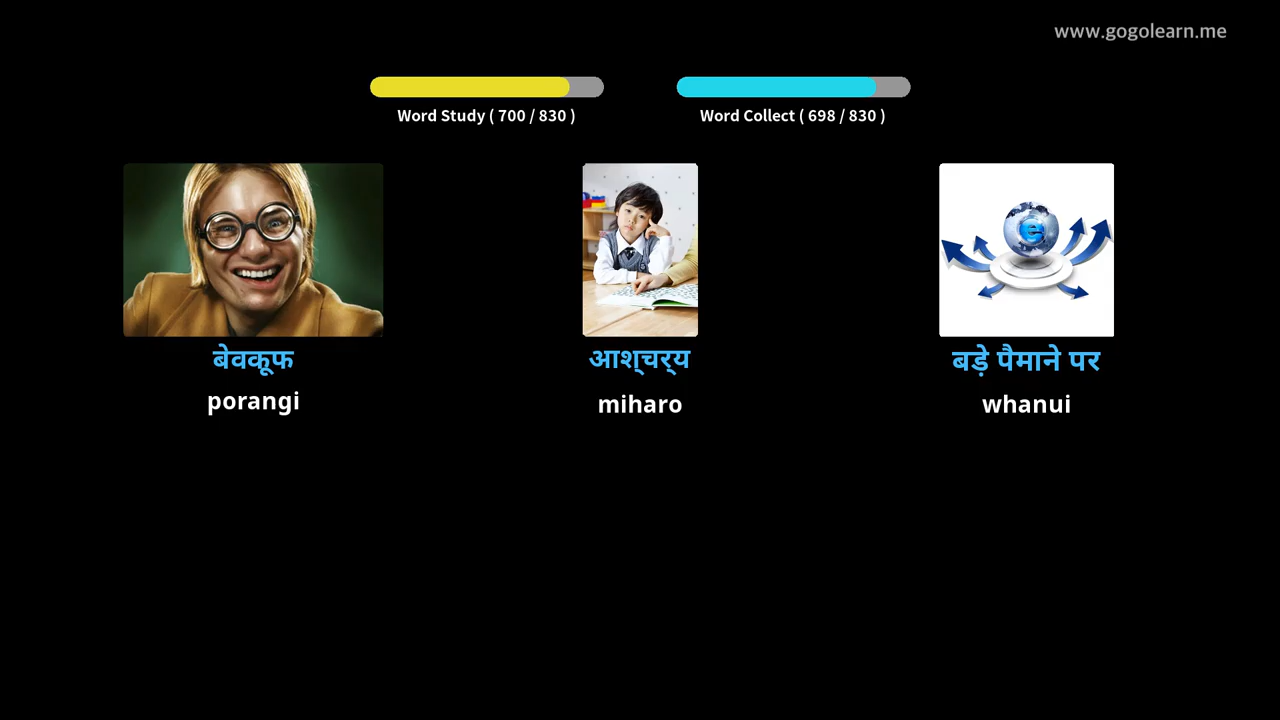 www.gogolearn.me
Word Study ( 700 / 830 )
Word Collect ( 698 / 830 )
बेवकूफ
आश्चर्य
बड़े पैमाने पर
porangi
miharo
whanui